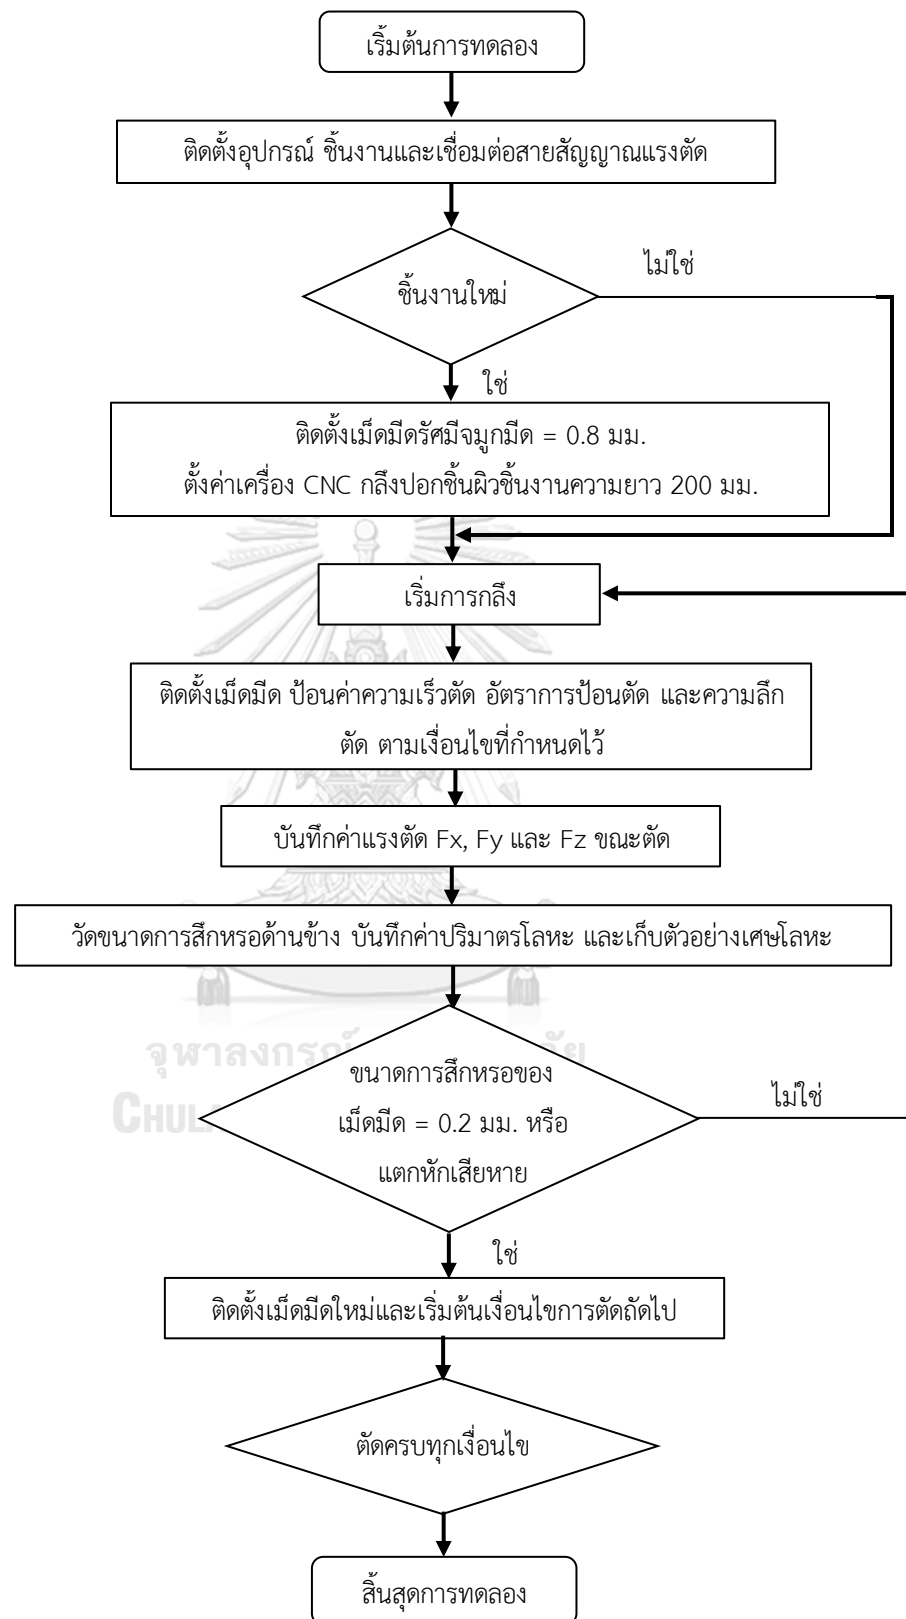 เริ่มต้นการทดลอง
ติดตั้งอุปกรณ์ ชิ้นงานและเชื่อมต่อสายสัญญาณแรงตัด
ไม่ใช่
ชิ้นงานใหม่
ใช่
ติดตั้งเม็ดมีดรัศมีจมูกมีด = 0.8 มม.
ตั้งค่าเครื่อง CNC กลึงปอกชิ้นผิวชิ้นงานความยาว 200 มม.
เริ่มการกลึง
ติดตั้งเม็ดมีด ป้อนค่าความเร็วตัด อัตราการป้อนตัด และความลึก
ตัด ตามเงื่อนไขที่กำหนดไว้
บันทึกค่าแรงตัด Fx, Fy และ Fz ขณะตัด
วัดขนาดการสึกหรอด้านข้าง บันทึกค่าปริมาตรโลหะ และเก็บตัวอย่างเศษโลหะ
ขนาดการสึกหรอของ
ไม่ใช่
เม็ดมีด = 0.2 มม. หรือ
แตกหักเสียหาย
ใช่
ติดตั้งเม็ดมีดใหม่และเริ่มต้นเงื่อนไขการตัดถัดไป
ตัดครบทุกเงื่อนไข
สิ้นสุดการทดลอง